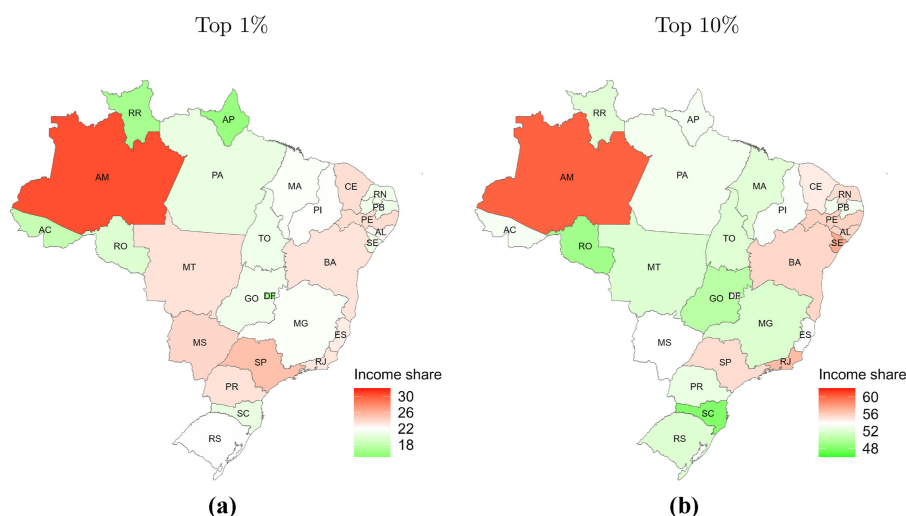 Top 1%
RR
AP
AM
PA
MA
CE
RN
PB
PI
PE
AL
SE
AC
RO
TO
BA
MT
GO
DF
MG
ES
MS
SP
RJ
PR
SC
RS
Income share
30
26
22
18
(a)
Top 10%
RR
AP
AM
PA
MA
CE
RN
PB
PI
PE
AL
SE
AC
RO
TO
BA
MT
GO
DF
MG
ES
MS
SP
RJ
PR
SC
RS
Income share
60
56
52
48
(b)